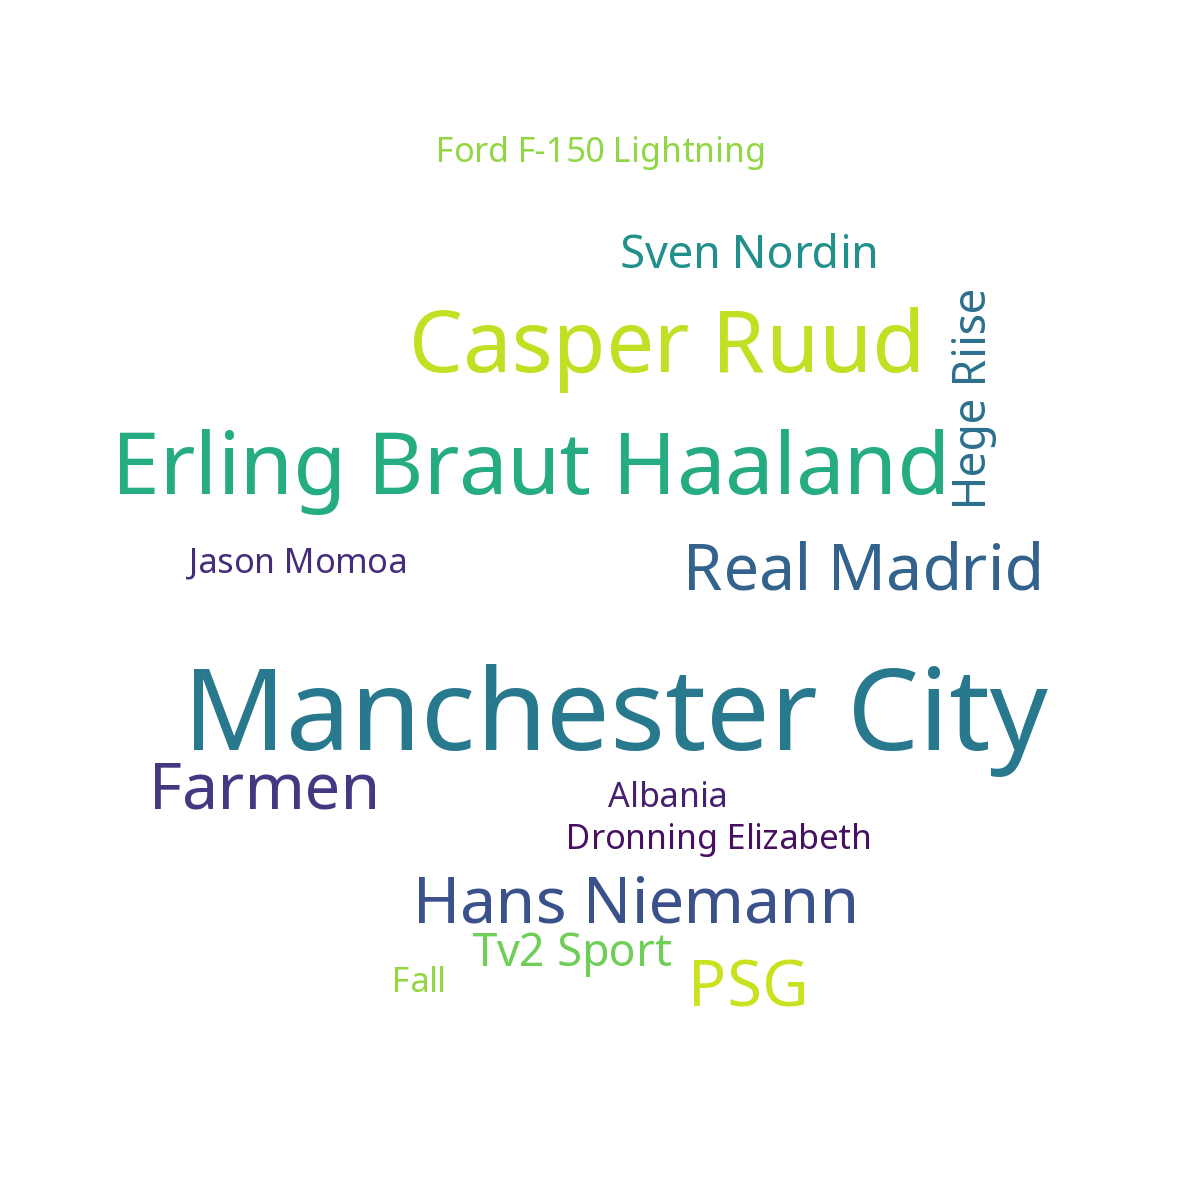 Ford F-150 Lightning
Sven Nordin
Casper Ruud
Hege Riise
Erling Braut Haaland
Jason Momoa
Real Madrid
Manchester City
Farmen
Albania
Dronning Elizabeth
Hans Niemann
Tv2 Sport
Fall
PSG